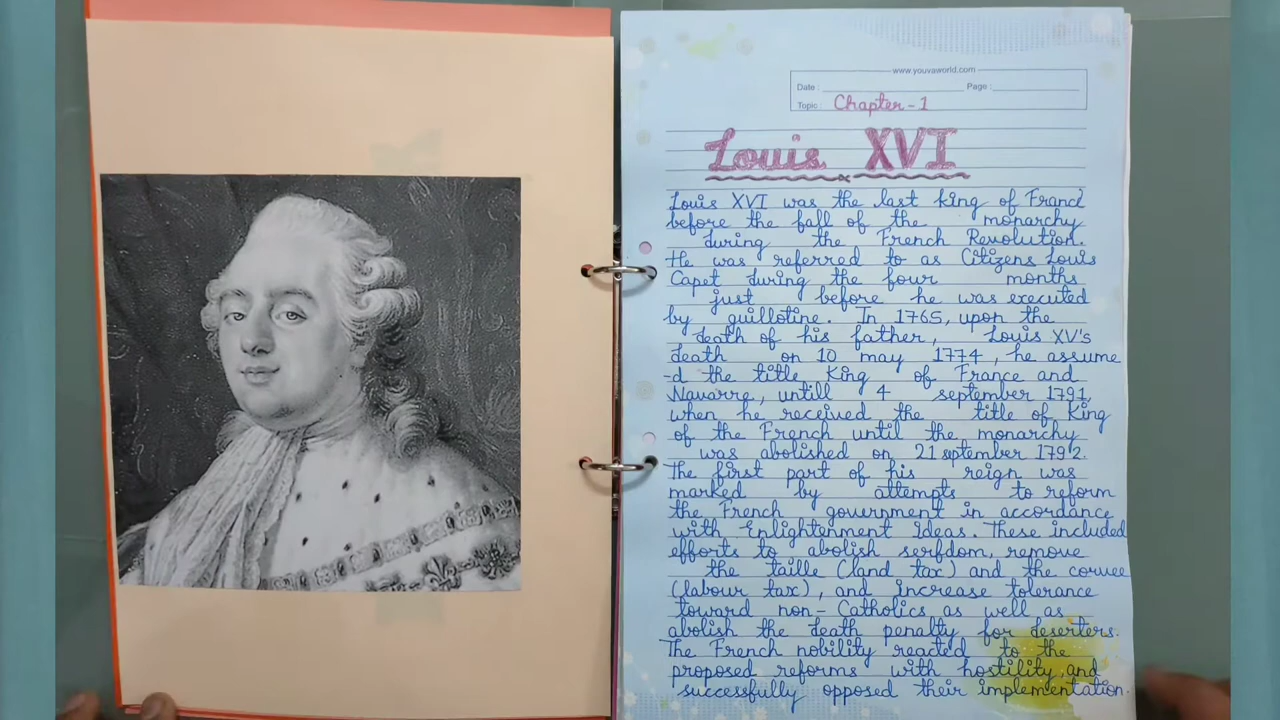 www.youvaworld.com
Date : Page :
Topic : Chapter - 1
Louis XVI
Louis XVI was the last king of France
before the fall of the monarchy
during the French Revolution.
He was referred to as Citizens Louis
Capet during the four months
just before he was executed
by guillotine. In 1765, upon the
death of his father, Louis XV's
death on 10 may 1774, he assume
-d the title King of France and
Navarre, untill 4 september 1791,
when he received the title of King
of the French until the monarchy
was abolished on 21 september 1792.
The first part of his reign was
marked by attempts to reform
the French government in accordance
with Enlightenment ideas. These included
efforts to abolish serfdom, remove
the taille (land tax) and the corvee
(labour tax), and increase tolerance
toward non-Catholics as well as
abolish the death penalty for deserters.
The French nobility reacted to the
proposed reforms with hostility, and
successfully opposed their implementation.